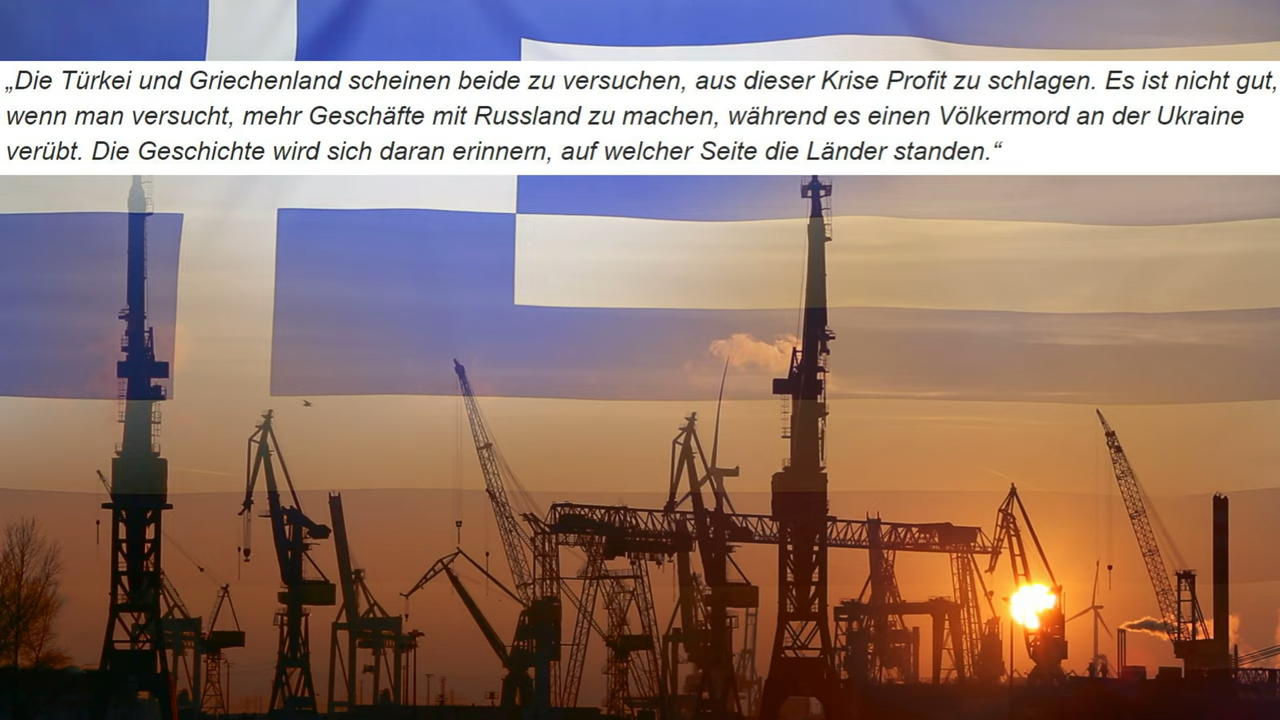 „Die Türkei und Griechenland scheinen beide zu versuchen, aus dieser Krise Profit zu schlagen. Es ist nicht gut,
wenn man versucht, mehr Geschäfte mit Russland zu machen, während es einen Völkermord an der Ukraine
verübt. Die Geschichte wird sich daran erinnern, auf welcher Seite die Länder standen.“